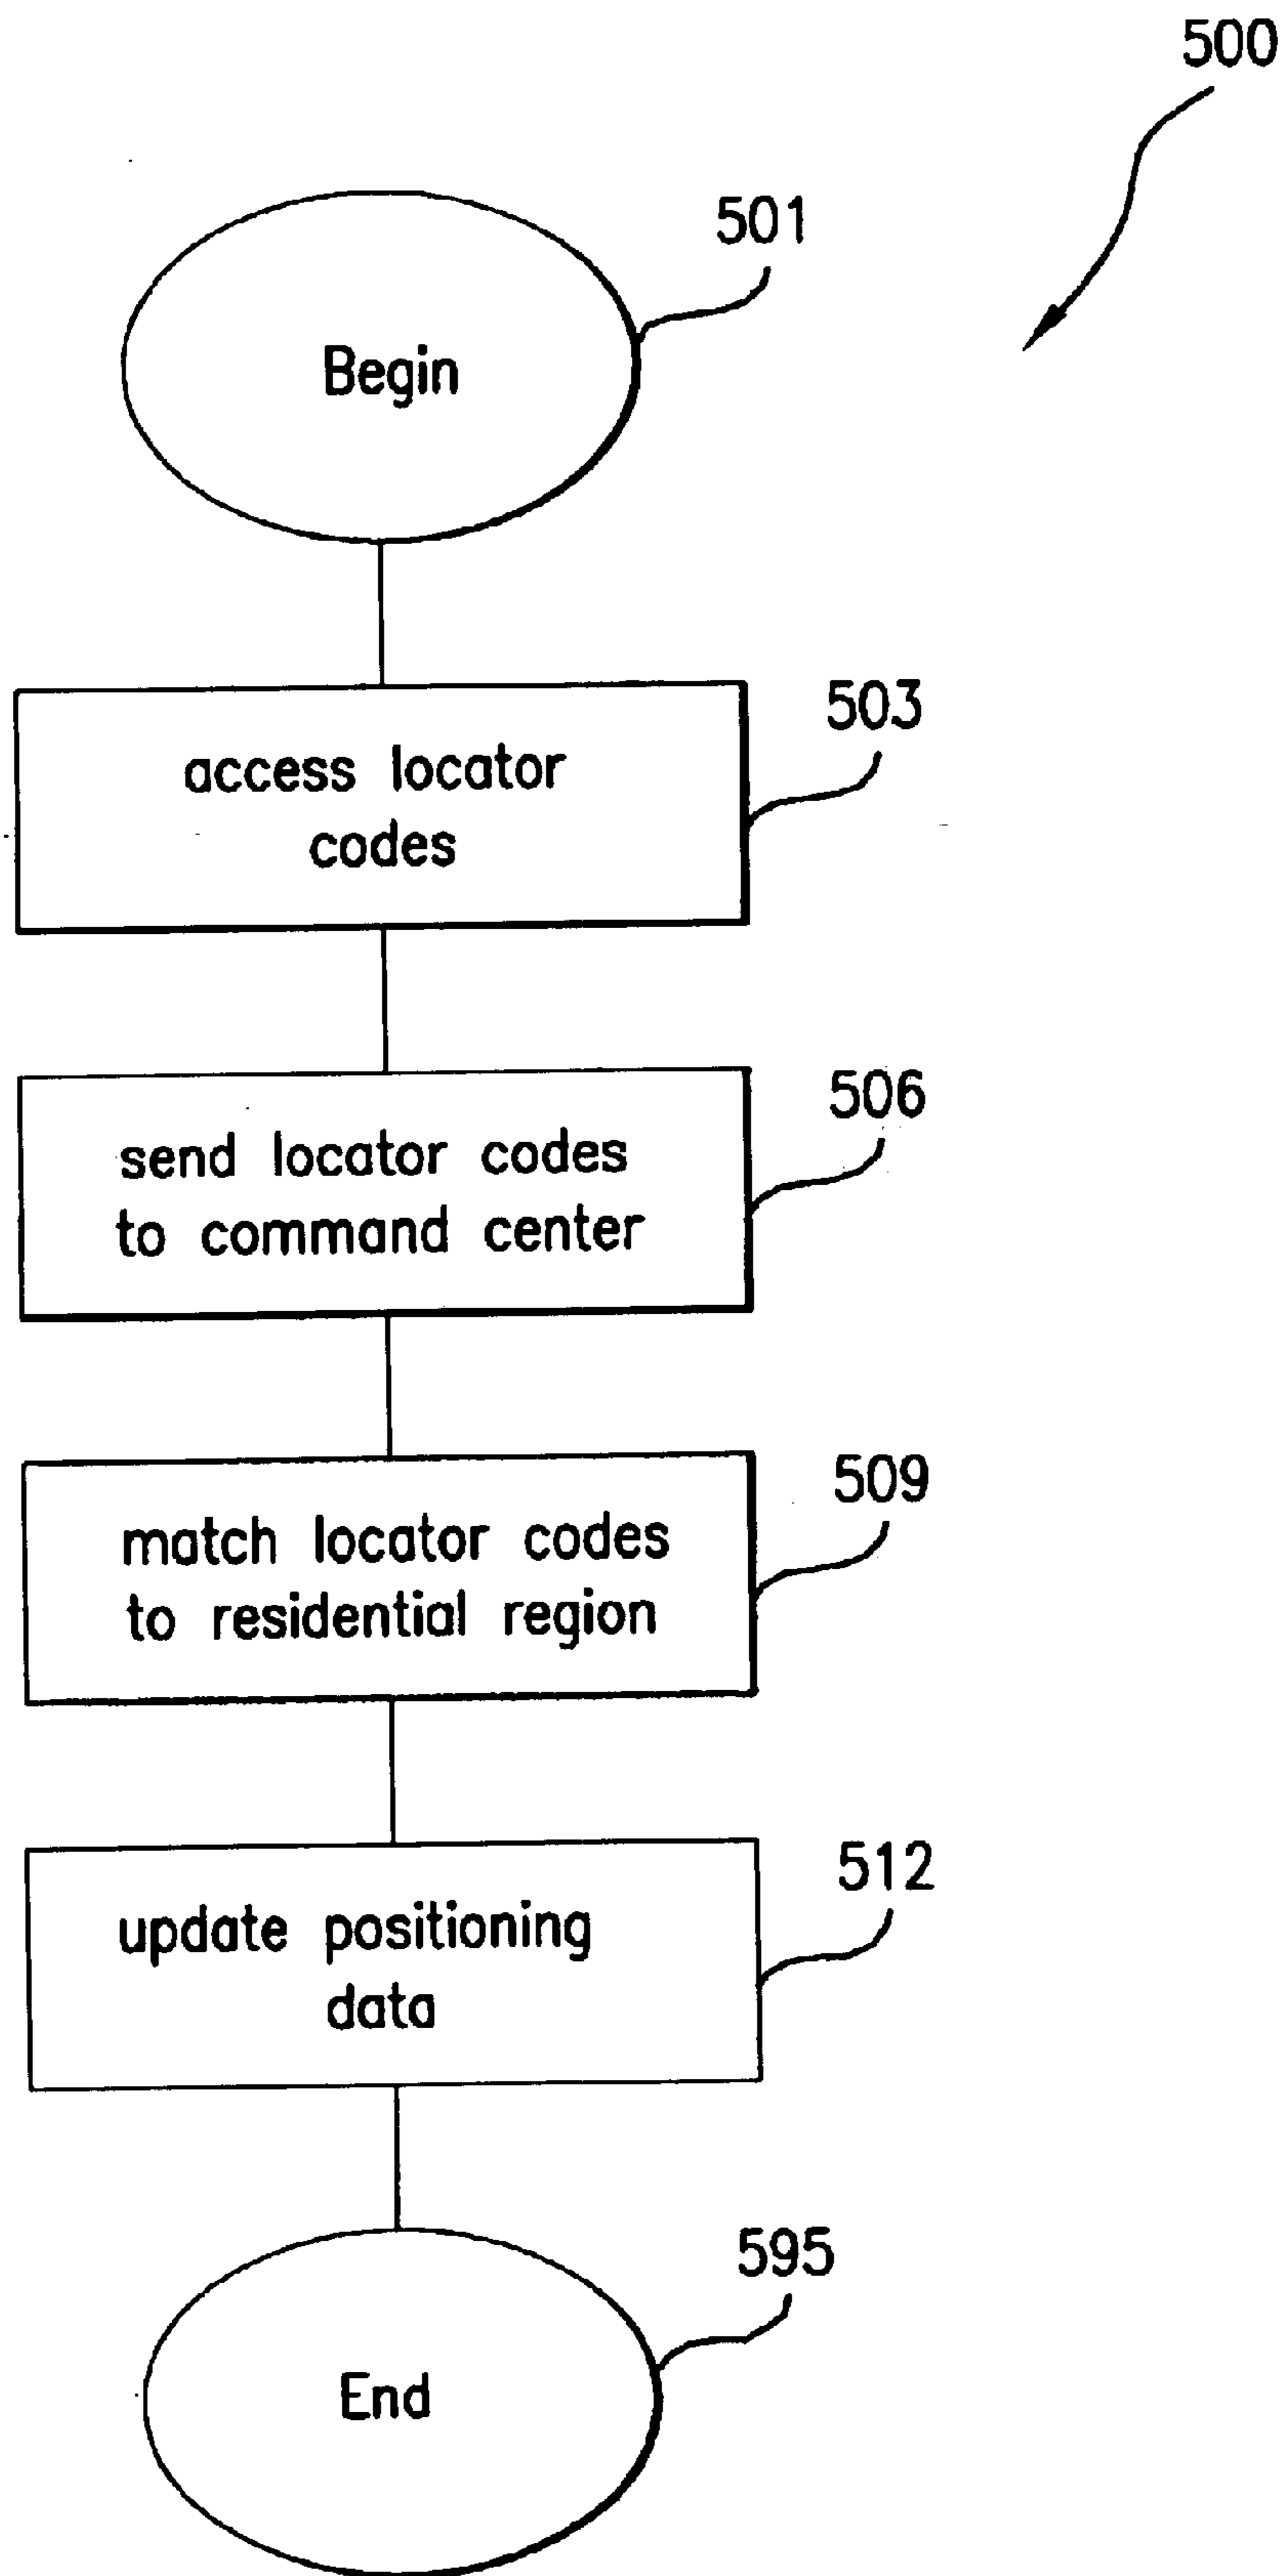 500
501
Begin
503
access locator
codes
506
send locator codes
to command center
509
match locator codes
to residential region
512
update positioning
data
595
End